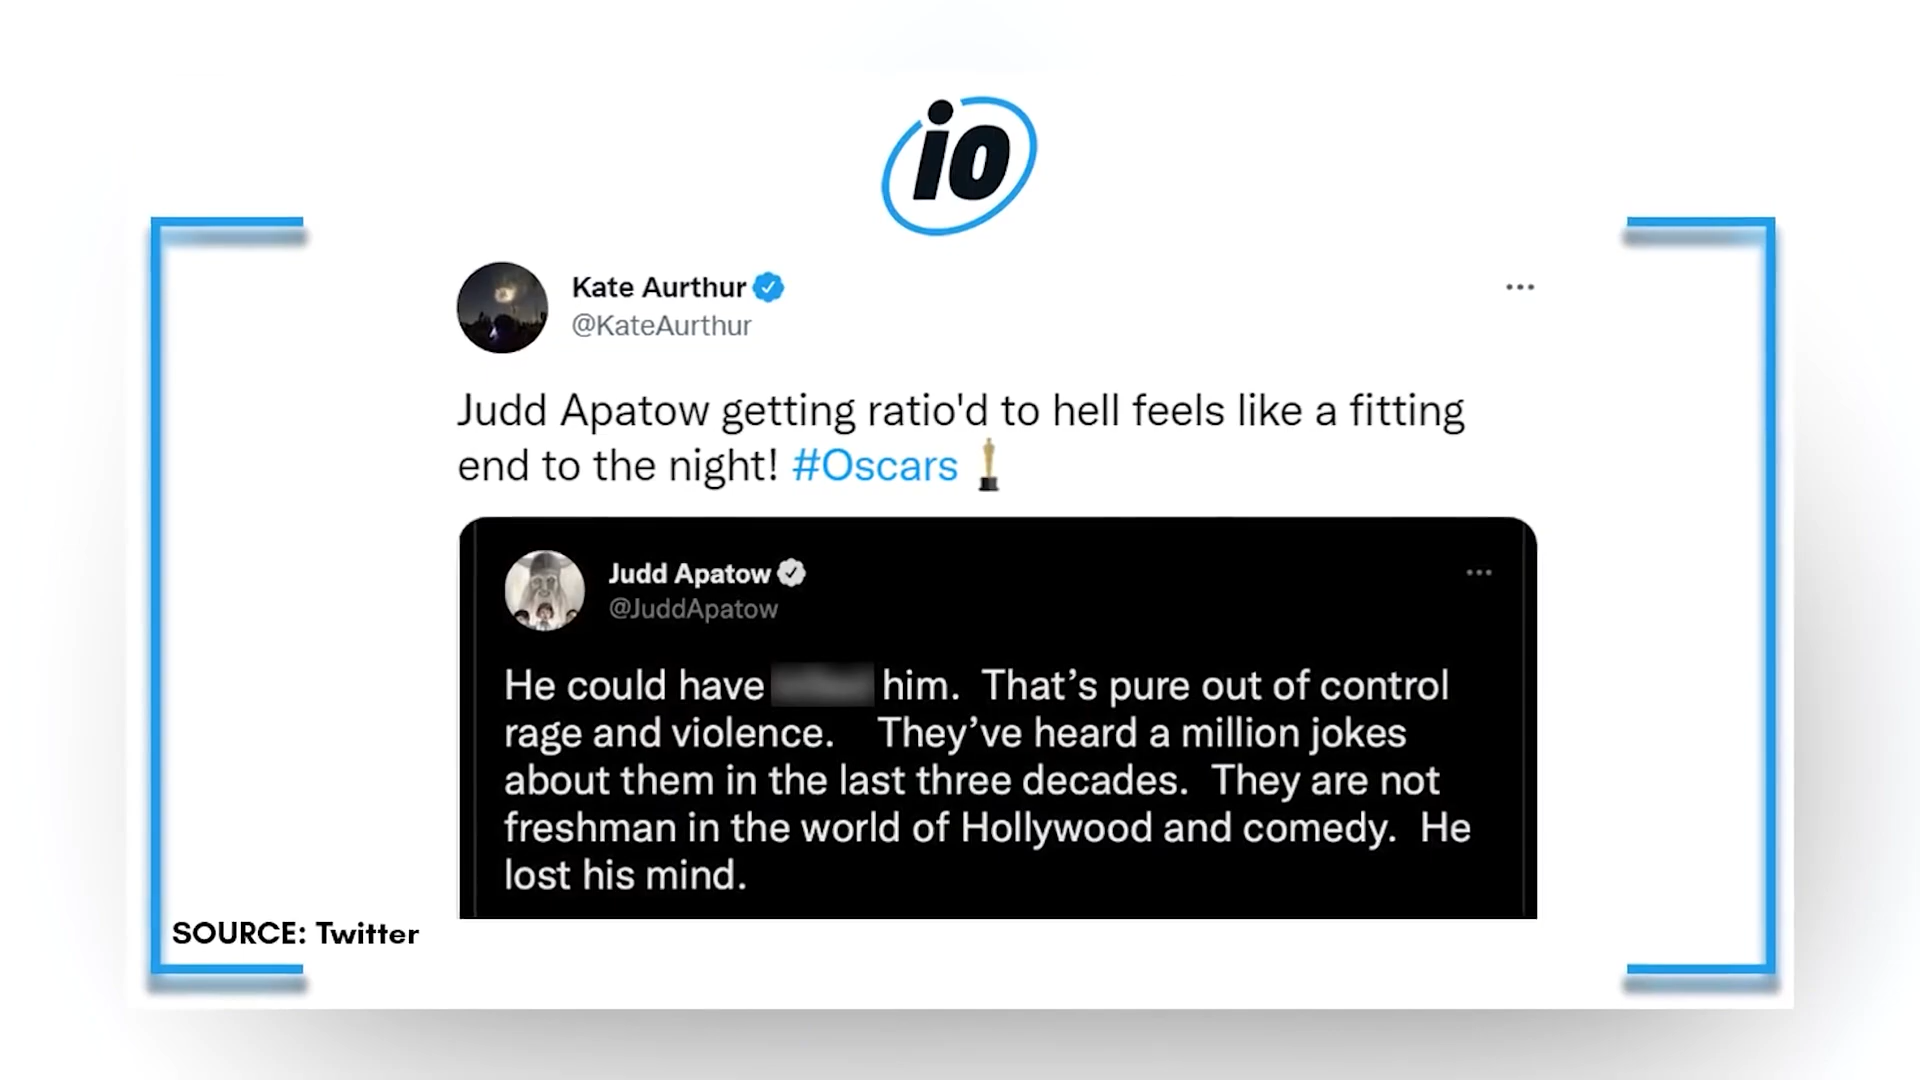 io
Kate Aurthur
@KateAurthur
Judd Apatow getting ratio'd to hell feels like a fitting
end to the night! #Oscars
Judd Apatow
@JuddApatow
He could have him.  That’s pure out of control
rage and violence.    They’ve heard a million jokes
about them in the last three decades.  They are not
freshman in the world of Hollywood and comedy.  He
lost his mind.
SOURCE: Twitter